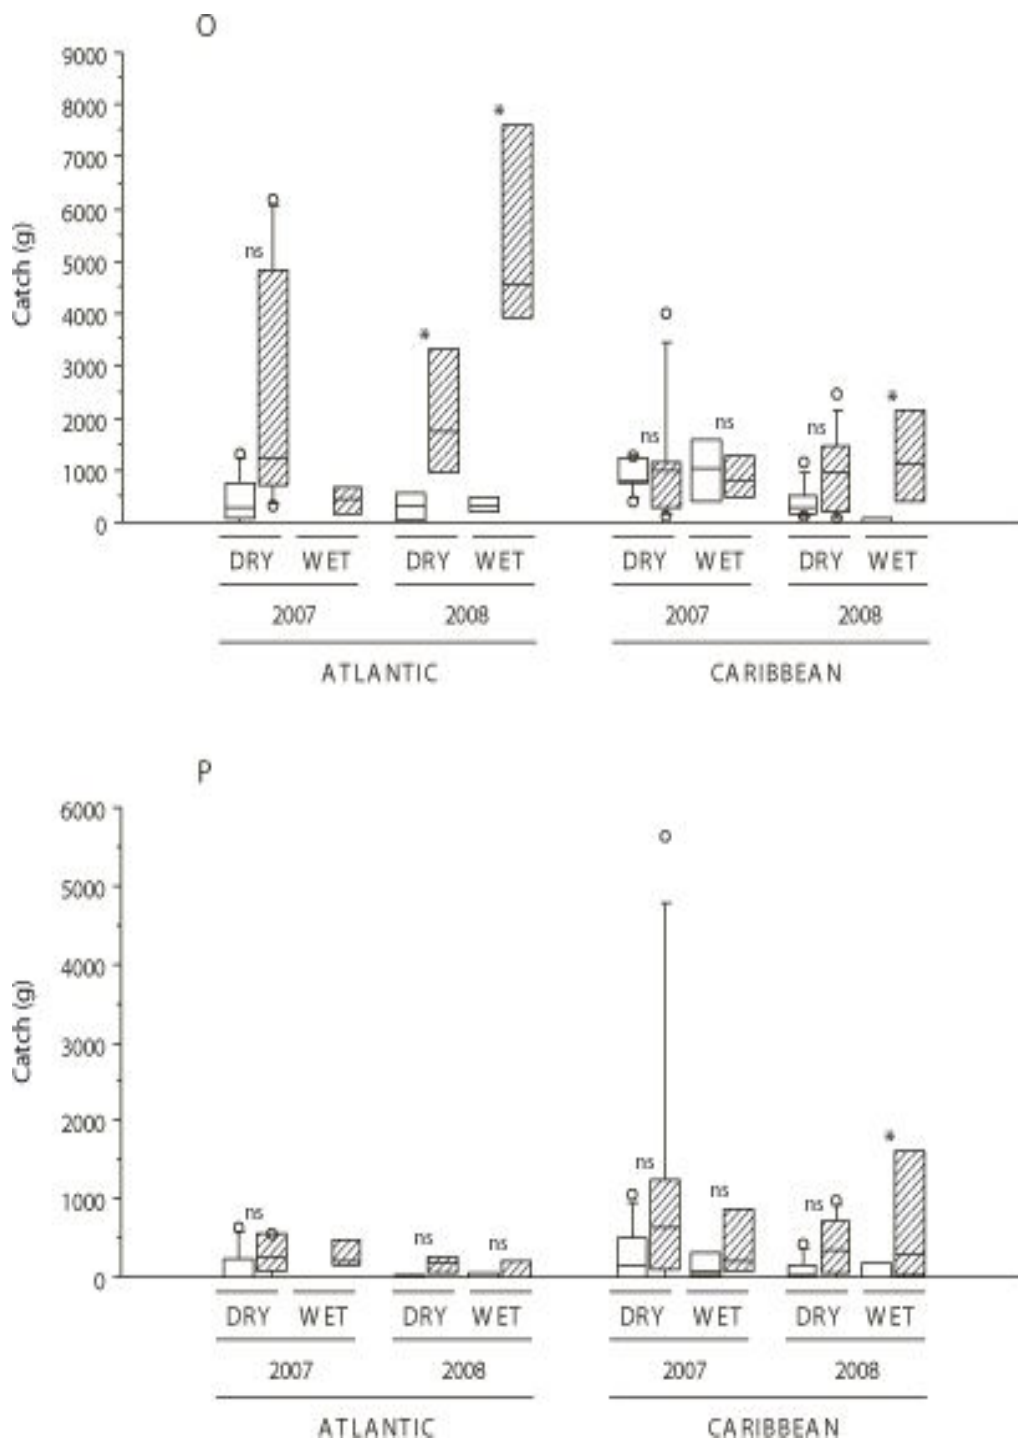 O
9000
8000
7000
6000
5000
4000
3000
2000
1000
0
Catch (g)
ns
*
*
ns
ns
ns
*
DRY WET DRY WET DRY WET DRY WET
2007 2008 2007 2008
ATLANTIC CARIBBEAN
P
6000
5000
4000
3000
2000
1000
0
Catch (g)
ns
ns
ns
ns
ns
ns
*
DRY WET DRY WET DRY WET DRY WET
2007 2008 2007 2008
ATLANTIC CARIBBEAN